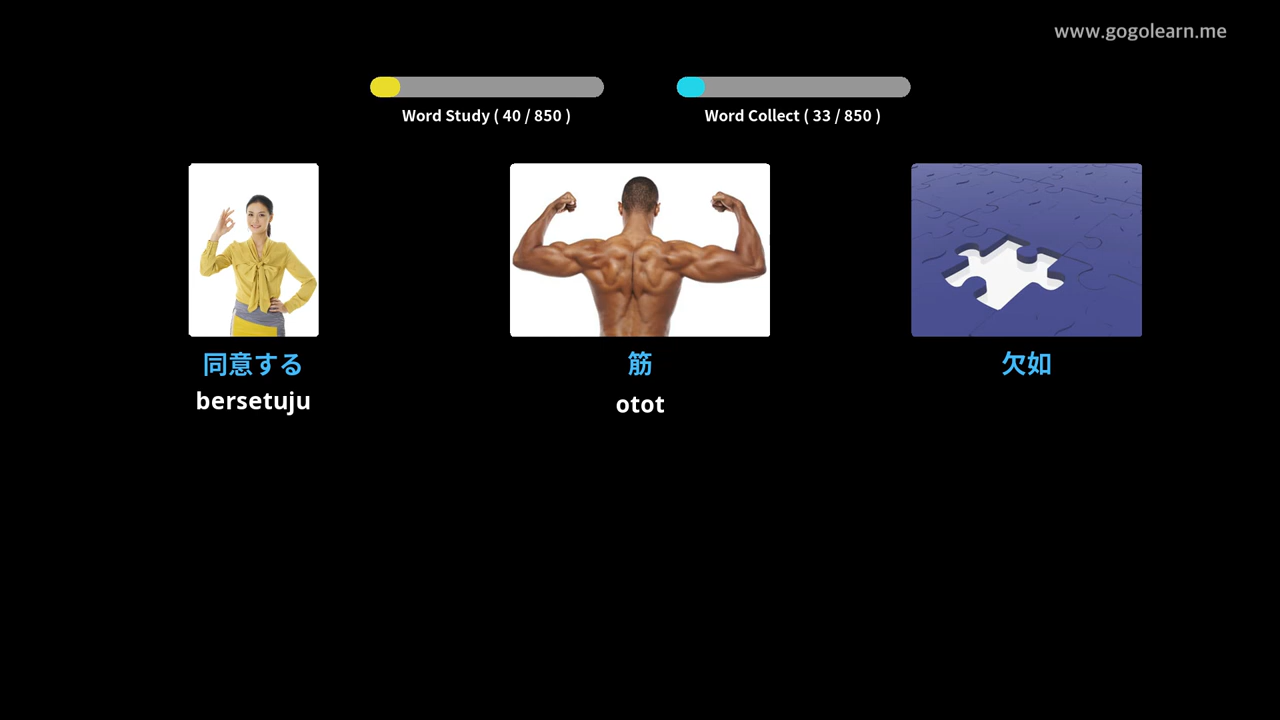 www.gogolearn.me
Word Study ( 40 / 850 )
Word Collect ( 33 / 850 )
同意する
bersetuju
筋
otot
欠如